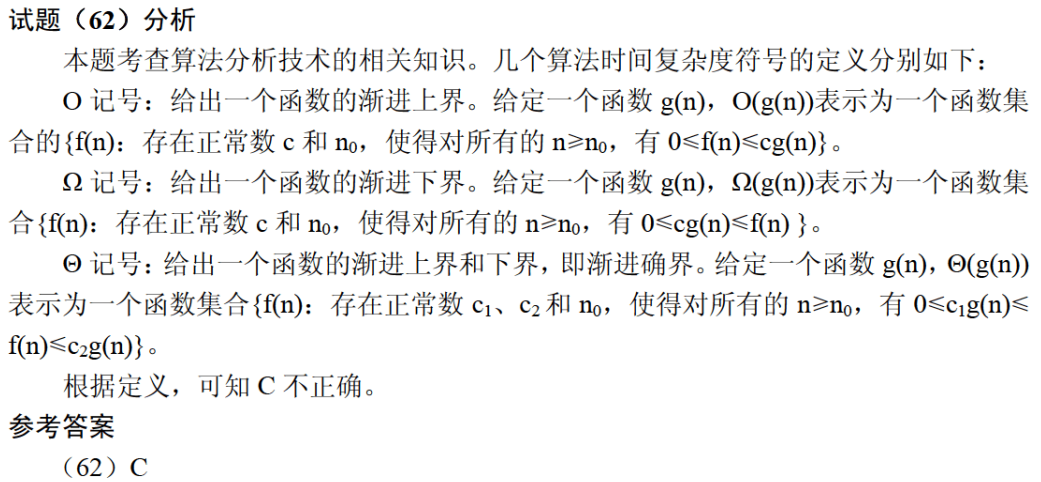 试题（62）分析
本题考查算法分析技术的相关知识。几个算法时间复杂度符号的定义分别如下：
O 记号：给出一个函数的渐进上界。给定一个函数 g(n)，O(g(n))表示为一个函数集
合的{f(n)：存在正常数 c 和 n₀，使得对所有的 n≥n₀，有 0≤f(n)≤cg(n)}。
Ω 记号：给出一个函数的渐进下界。给定一个函数 g(n)，Ω(g(n))表示为一个函数集
合{f(n)：存在正常数 c 和 n₀，使得对所有的 n≥n₀，有 0≤cg(n)≤f(n) }。
Θ 记号：给出一个函数的渐进上界和下界，即渐进确界。给定一个函数 g(n)，Θ(g(n))
表示为一个函数集合{f(n)：存在正常数 c₁、c₂ 和 n₀，使得对所有的 n≥n₀，有 0≤c₁g(n)≤
f(n)≤c₂g(n)}。
根据定义，可知 C 不正确。
参考答案
（62）C